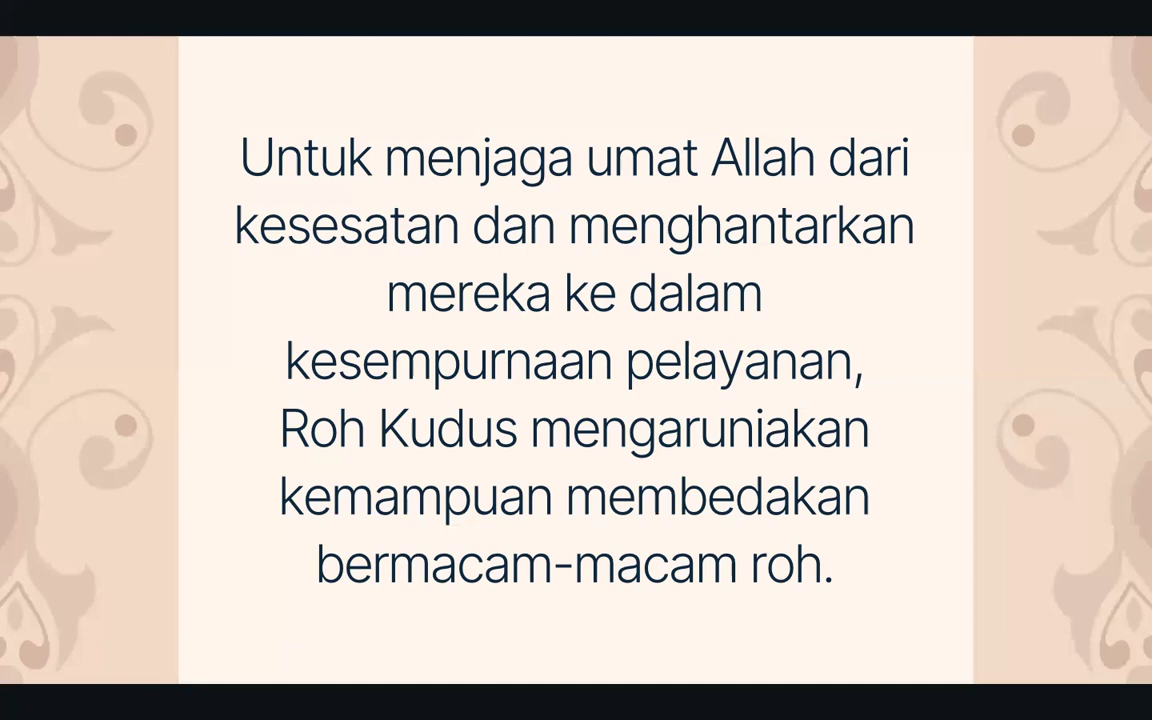 Untuk menjaga umat Allah dari
kesesatan dan menghantarkan
mereka ke dalam
kesempurnaan pelayanan,
Roh Kudus mengaruniakan
kemampuan membedakan
bermacam-macam roh.